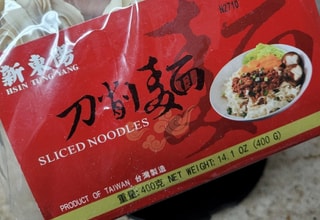 N2710
新東陽
HSIN TUNG YANG
刀削麵
SLICED NOODLES
重量:400克 NET WEIGHT: 14.1 OZ (400 G)
PRODUCT OF TAIWAN 台灣製造